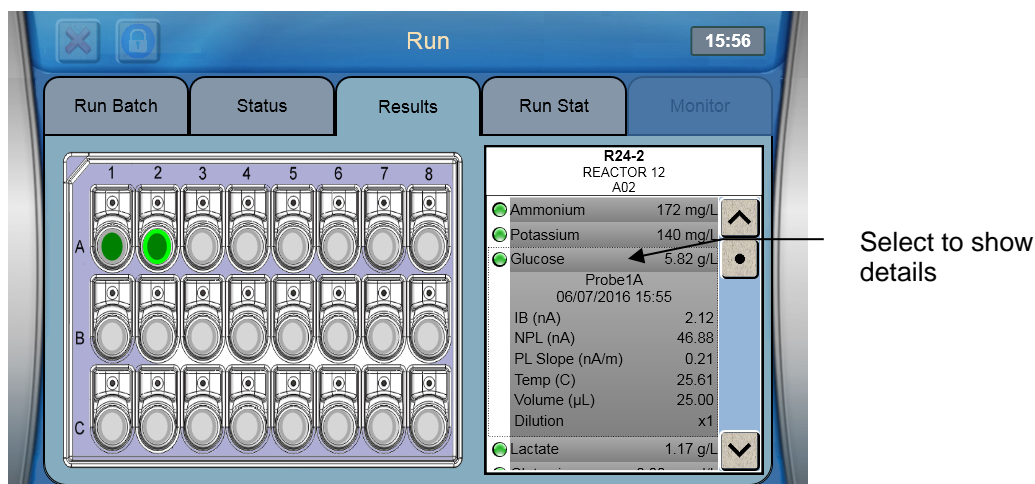 Run
15:56
Run Batch Status Results Run Stat Monitor
1 2 3 4 5 6 7 8
A
B
C
R24-2
REACTOR 12
A02
Ammonium 172 mg/L
Potassium 140 mg/L
Glucose 5.82 g/L
Probe1A
06/07/2016 15:55
IB (nA) 2.12
NPL (nA) 46.88
PL Slope (nA/m) 0.21
Temp (C) 25.61
Volume (µL) 25.00
Dilution x1
Lactate 1.17 g/L
Select to show
details